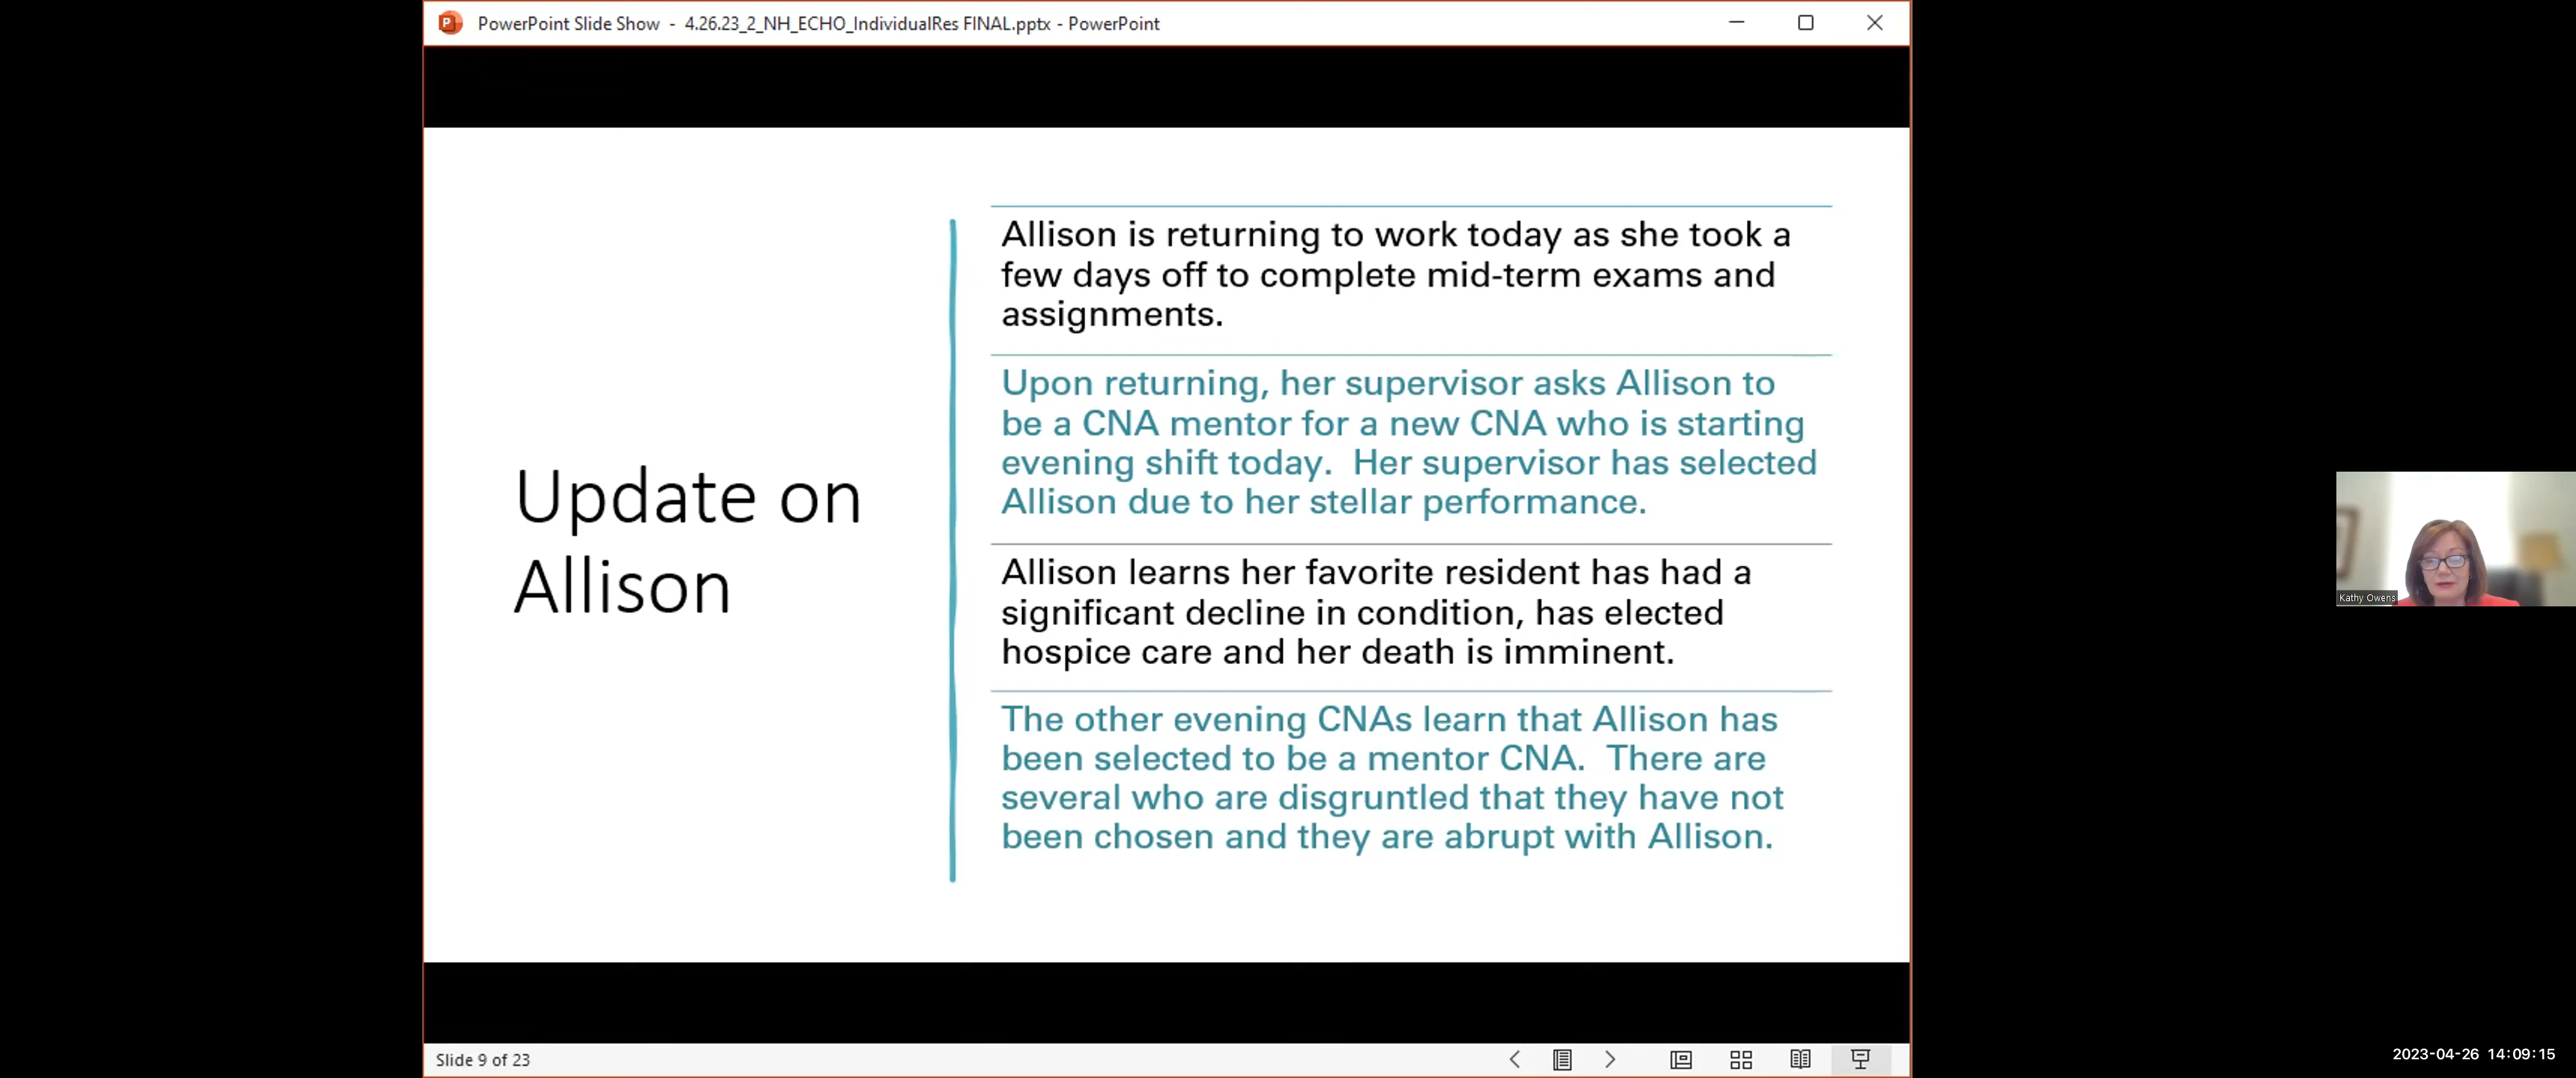 PowerPoint Slide Show - 4.26.23_2_NH_ECHO_IndividualRes FINAL.pptx - PowerPoint
Update on
Allison
Allison is returning to work today as she took a
few days off to complete mid-term exams and
assignments.
Upon returning, her supervisor asks Allison to
be a CNA mentor for a new CNA who is starting
evening shift today.  Her supervisor has selected
Allison due to her stellar performance.
Allison learns her favorite resident has had a
significant decline in condition, has elected
hospice care and her death is imminent.
The other evening CNAs learn that Allison has
been selected to be a mentor CNA.  There are
several who are disgruntled that they have not
been chosen and they are abrupt with Allison.
Kathy Owens
Slide 9 of 23
2023-04-26 14:09:15